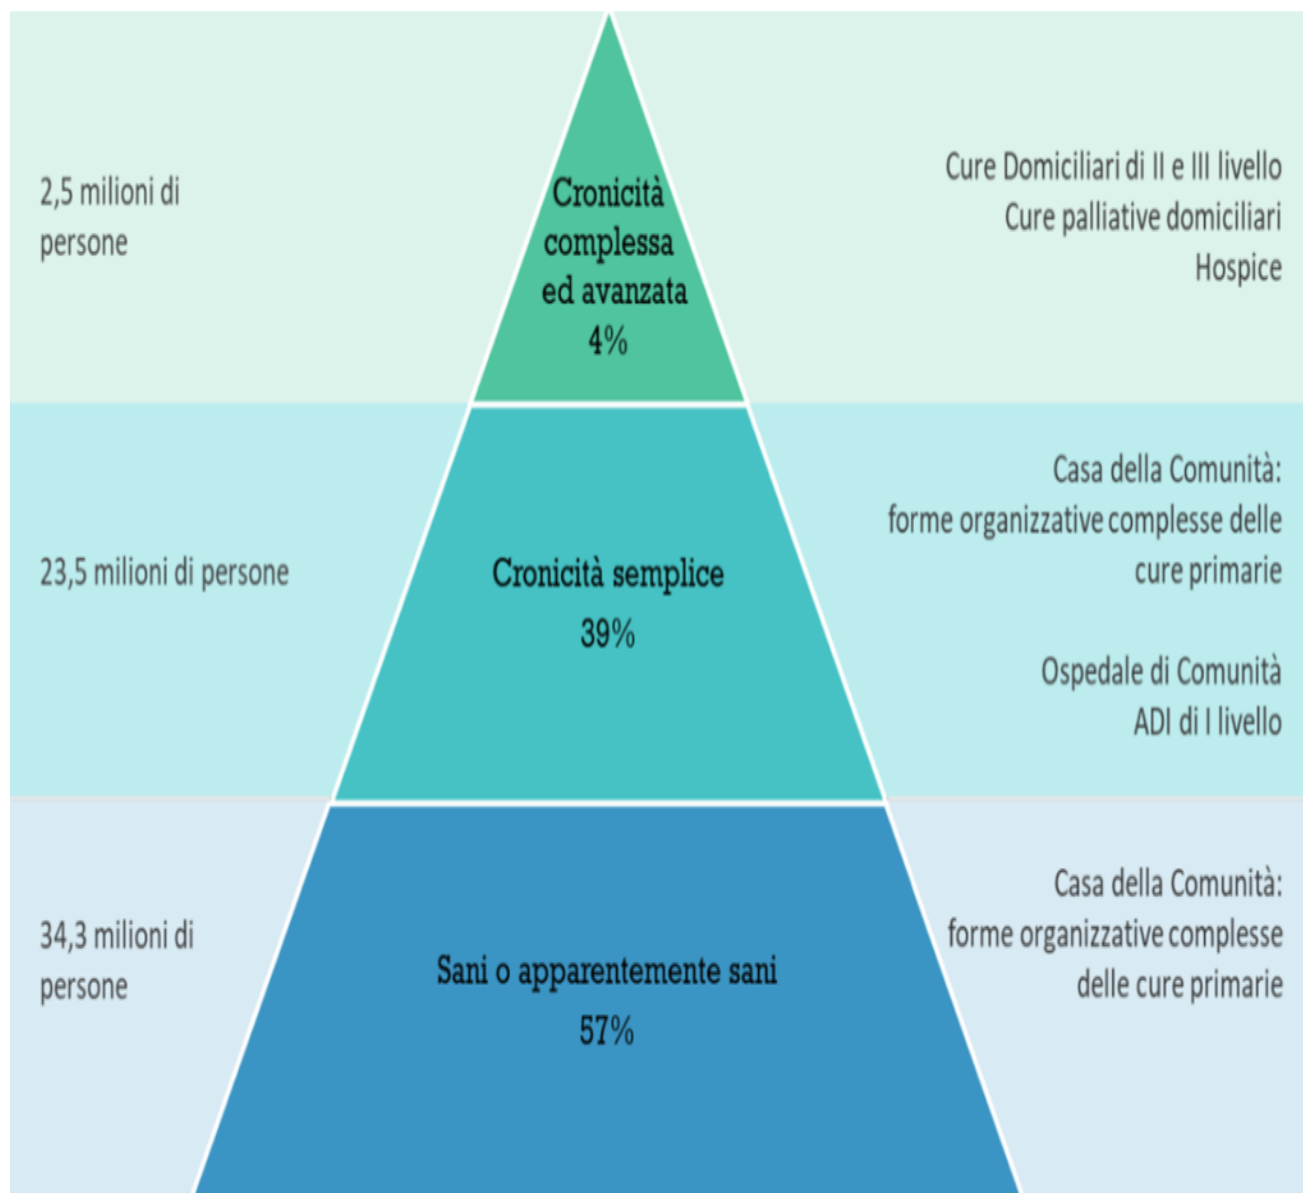 2,5 milioni di
persone
Cronicità
complessa
ed avanzata
4%
Cure Domiciliari di II e III livello
Cure palliative domiciliari
Hospice
23,5 milioni di persone
Cronicità semplice
39%
Casa della Comunità:
forme organizzative complesse delle
cure primarie
Ospedale di Comunità
ADI di I livello
34,3 milioni di
persone
Sani o apparentemente sani
57%
Casa della Comunità:
forme organizzative complesse
delle cure primarie